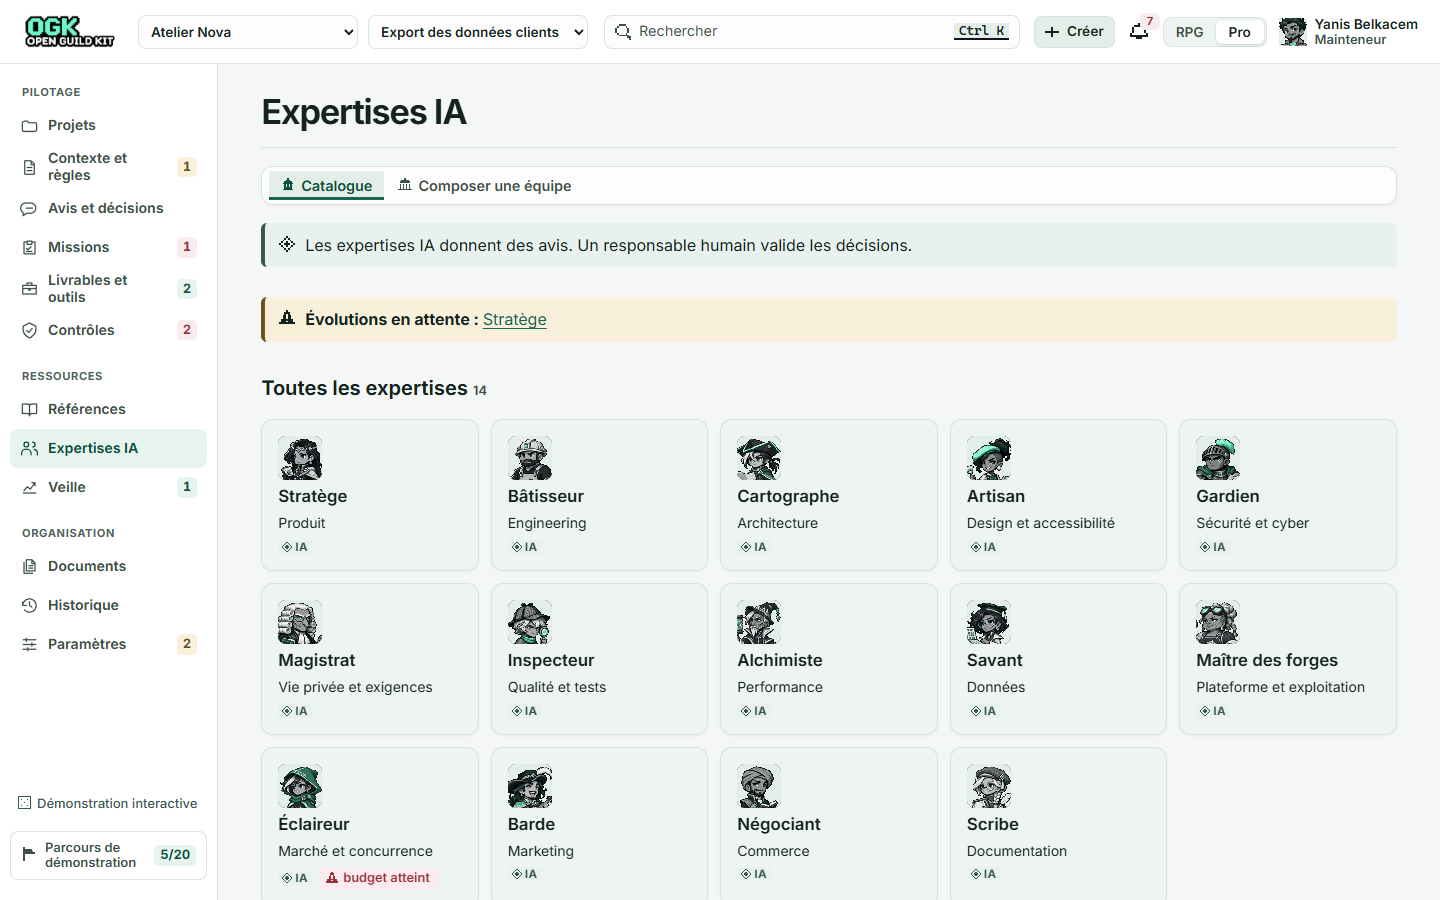 OGK
OPEN GUILD KIT
Atelier Nova
Export des données clients
Rechercher
Ctrl K
Créer
7
RPG
Pro
Yanis Belkacem
Mainteneur
PILOTAGE
Projets
Contexte et
règles
1
Avis et décisions
Missions
1
Livrables et
outils
2
Contrôles
2
RESSOURCES
Références
Expertises IA
Veille
1
ORGANISATION
Documents
Historique
Paramètres
2
Démonstration interactive
Parcours de
démonstration
5/20
Expertises IA
Catalogue
Composer une équipe
Les expertises IA donnent des avis. Un responsable humain valide les décisions.
Évolutions en attente : Stratège
Toutes les expertises 14
Stratège
Produit
IA
Bâtisseur
Engineering
IA
Cartographe
Architecture
IA
Artisan
Design et accessibilité
IA
Gardien
Sécurité et cyber
IA
Magistrat
Vie privée et exigences
IA
Inspecteur
Qualité et tests
IA
Alchimiste
Performance
IA
Savant
Données
IA
Maître des forges
Plateforme et exploitation
IA
Éclaireur
Marché et concurrence
IA
budget atteint
Barde
Marketing
IA
Négociant
Commerce
IA
Scribe
Documentation
IA